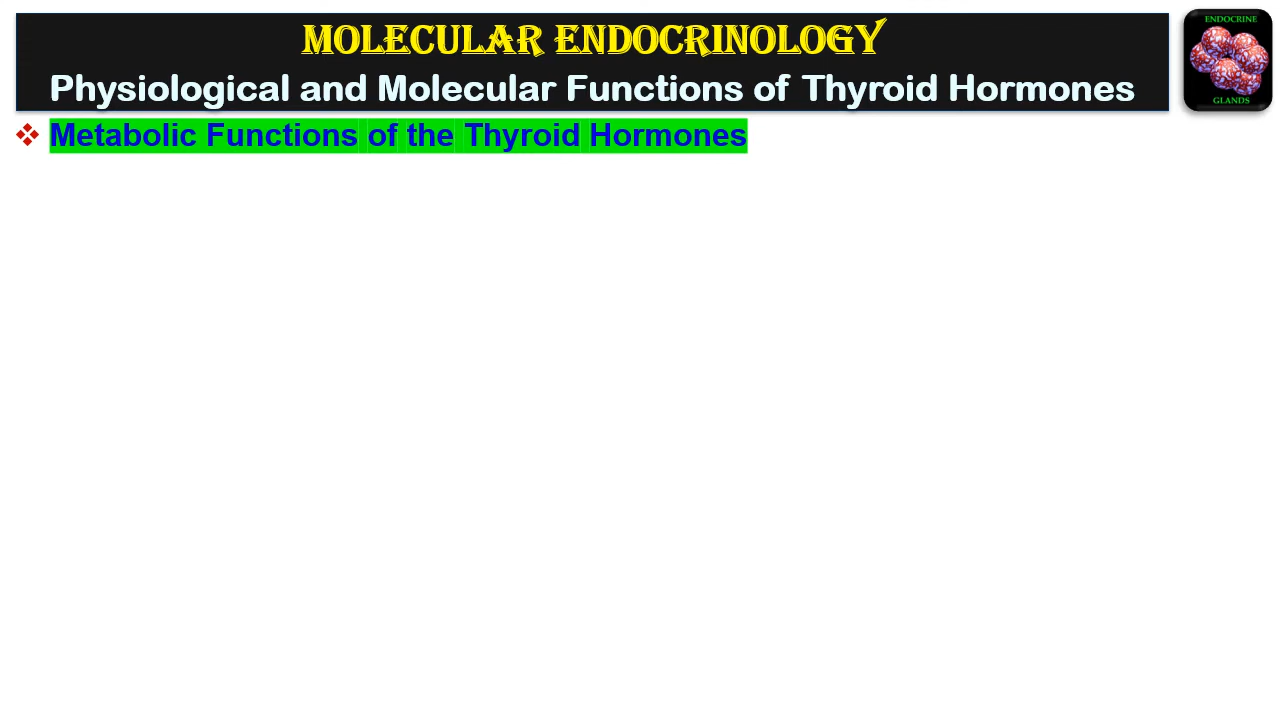 MOLECULAR ENDOCRINOLOGY
Physiological and Molecular Functions of Thyroid Hormones
ENDOCRINE
GLANDS
❖ Metabolic Functions of the Thyroid Hormones